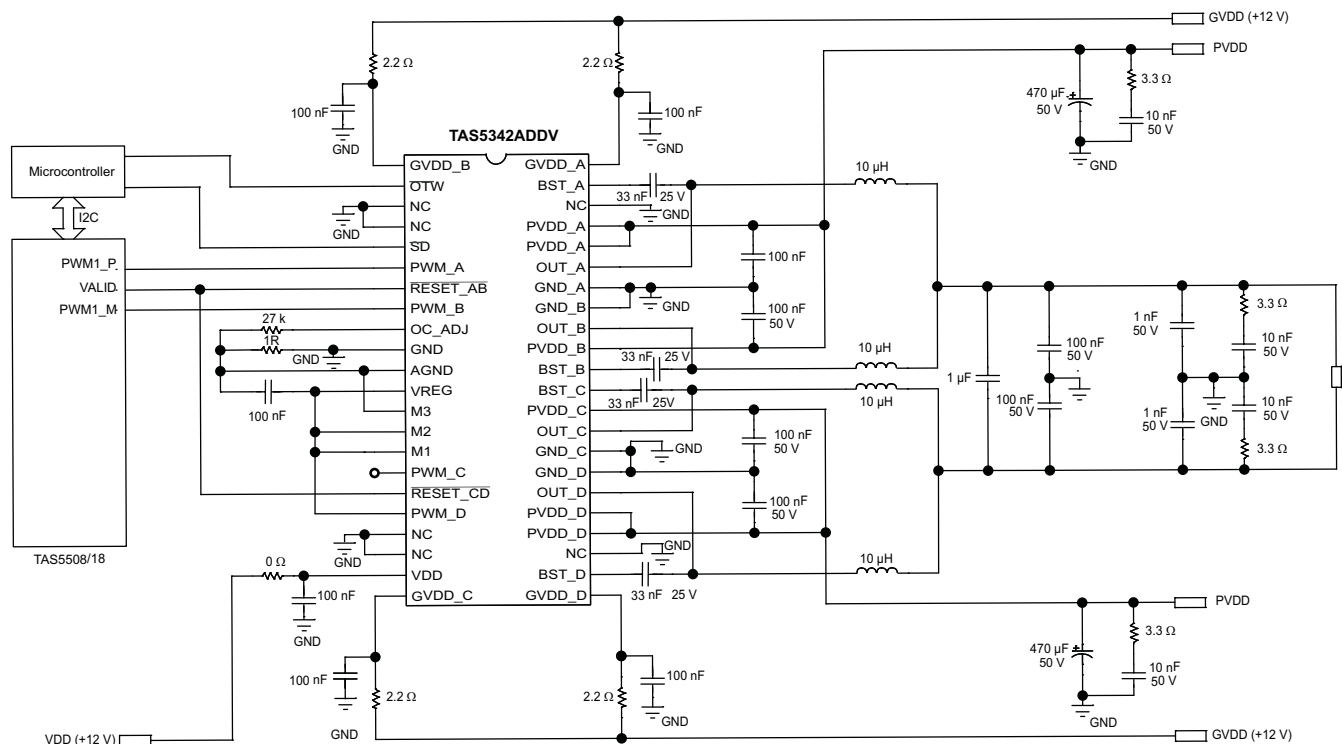 GVDD (+12 V)
PVDD
2.2 Ω
2.2 Ω
3.3 Ω
470 µF
50 V
10 nF
50 V
100 nF
100 nF
GND
GND
GND
TAS5342ADDV
Microcontroller
I2C
PWM1_P
VALID
PWM1_M
TAS5508/18
GVDD_B
OTW
NC
NC
SD
PWM_A
RESET_AB
PWM_B
OC_ADJ
GND
AGND
VREG
M3
M2
M1
PWM_C
RESET_CD
PWM_D
NC
NC
VDD
GVDD_C
GVDD_A
BST_A
NC
PVDD_A
PVDD_A
OUT_A
GND_A
GND_B
OUT_B
PVDD_B
BST_B
BST_C
PVDD_C
OUT_C
GND_C
GND_D
OUT_D
PVDD_D
PVDD_D
NC
BST_D
GVDD_D
GND
27 k
1R
GND
100 nF
GND
0 Ω
100 nF
GND
33 nF 25 V
GND
10 µH
100 nF
GND
100 nF
50 V
10 µH
33 nF 25 V
33 nF 25V
10 µH
GND
100 nF
50 V
100 nF
50 V
GND
10 µH
33 nF 25 V
1 µF
100 nF
50 V
100 nF
50 V
1 nF
50 V
1 nF
50 V
3.3 Ω
10 nF
50 V
GND
10 nF
50 V
3.3 Ω
PVDD
3.3 Ω
470 µF
50 V
10 nF
50 V
GND
100 nF
2.2 Ω
GND
2.2 Ω
100 nF
GND
VDD (+12 V)
GVDD (+12 V)